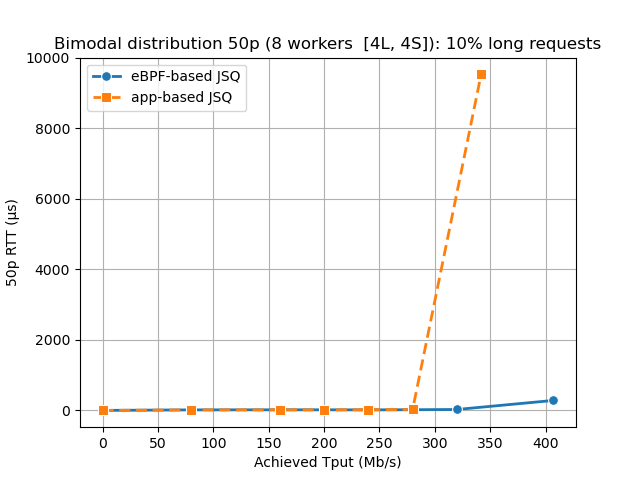 Bimodal distribution 50p (8 workers  [4L, 4S]): 10% long requests
10000
8000
6000
4000
2000
0
50p RTT (µs)
eBPF-based JSQ
app-based JSQ
0 50 100 150 200 250 300 350 400
Achieved Tput (Mb/s)